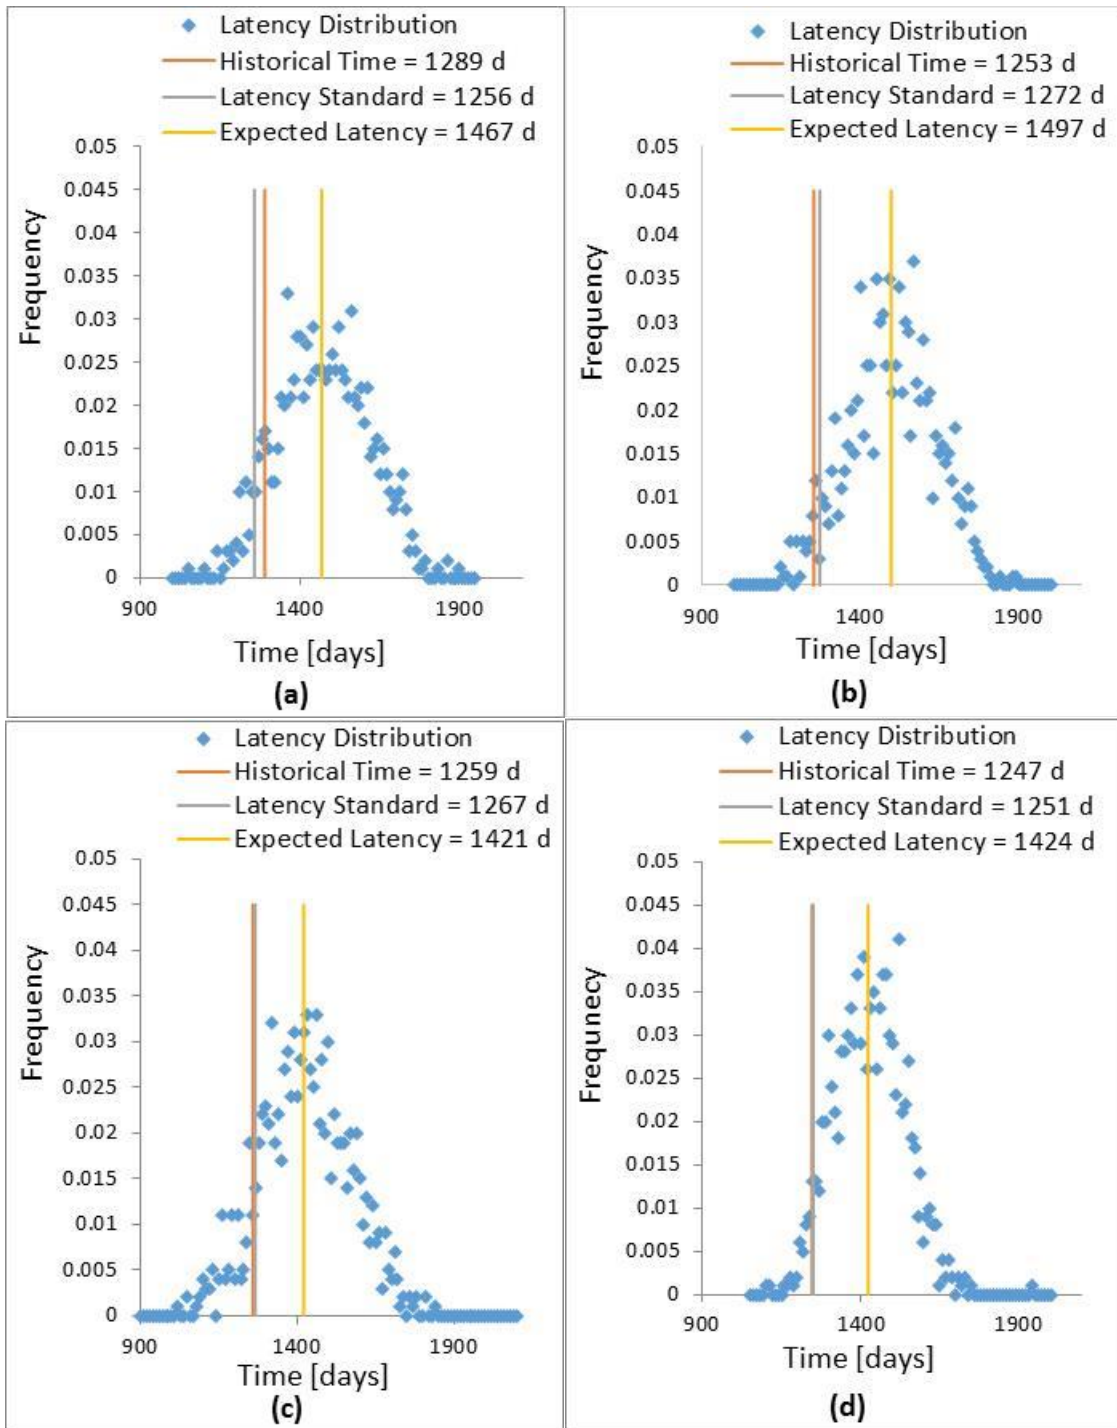 Latency Distribution
Historical Time = 1289 d
Latency Standard = 1256 d
Expected Latency = 1467 d
0.05
0.045
0.04
0.035
0.03
0.025
0.02
0.015
0.01
0.005
0
Frequency
900 1400 1900
Time [days]
(a)
Latency Distribution
Historical Time = 1253 d
Latency Standard = 1272 d
Expected Latency = 1497 d
0.05
0.045
0.04
0.035
0.03
0.025
0.02
0.015
0.01
0.005
0
Frequency
900 1400 1900
Time [days]
(b)
Latency Distribution
Historical Time = 1259 d
Latency Standard = 1267 d
Expected Latency = 1421 d
0.05
0.045
0.04
0.035
0.03
0.025
0.02
0.015
0.01
0.005
0
Frequency
900 1400 1900
Time [days]
(c)
Latency Distribution
Historical Time = 1247 d
Latency Standard = 1251 d
Expected Latency = 1424 d
0.05
0.045
0.04
0.035
0.03
0.025
0.02
0.015
0.01
0.005
0
Frequnecy
900 1400 1900
Time [days]
(d)